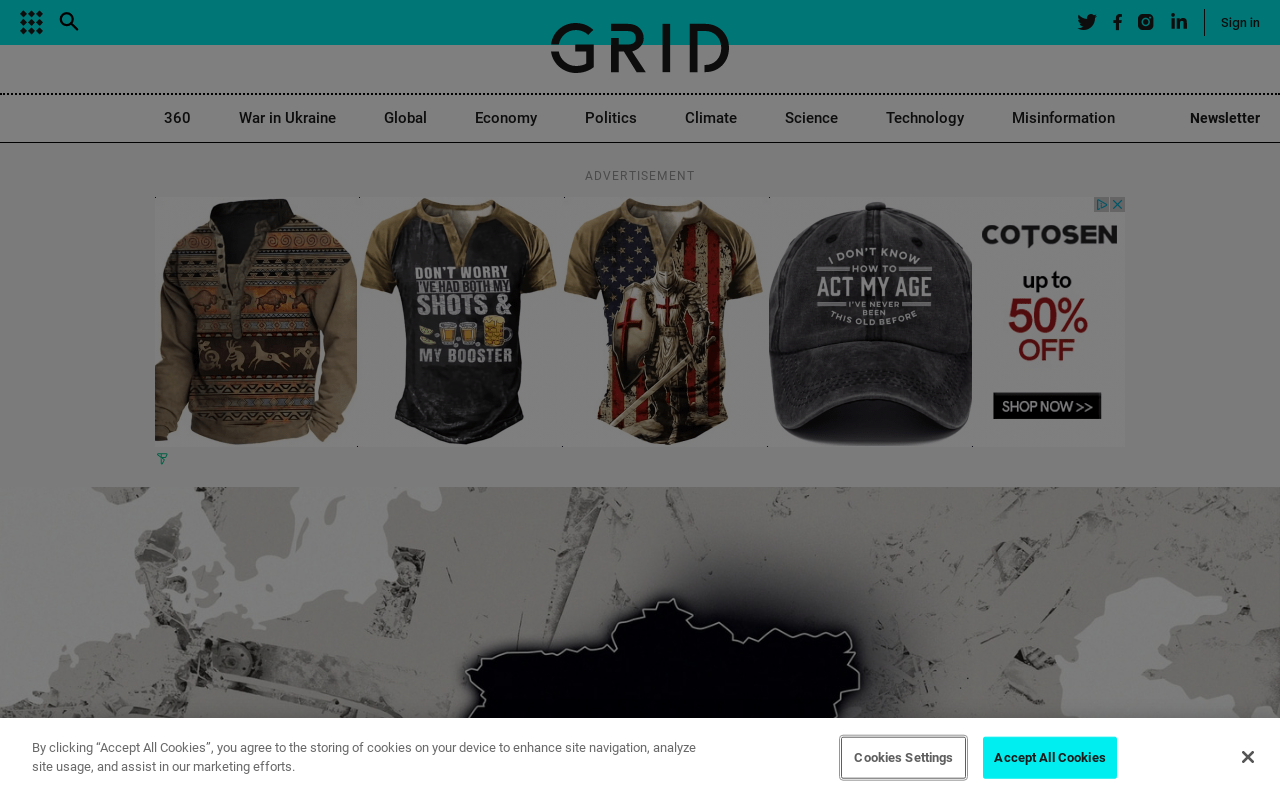 GRID
Sign in
360 War in Ukraine Global Economy Politics Climate Science Technology Misinformation Newsletter
ADVERTISEMENT
DON'T WORRY
I'VE HAD BOTH MY
SHOTS &
MY BOOSTER
I DON'T KNOW
HOW TO
ACT MY AGE
I'VE NEVER
BEEN
THIS OLD BEFORE
COTOSEN
up to
50%
OFF
SHOP NOW >>
By clicking “Accept All Cookies”, you agree to the storing of cookies on your device to enhance site navigation, analyze
site usage, and assist in our marketing efforts.
Cookies Settings
Accept All Cookies